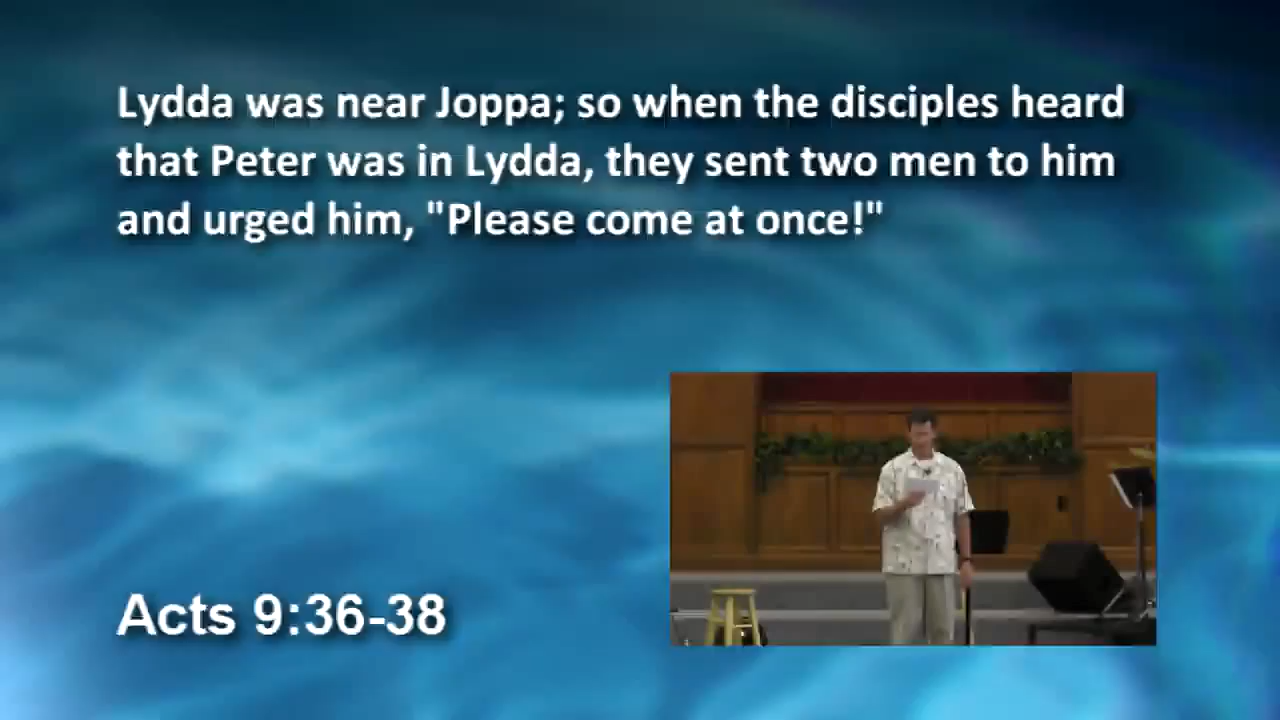 Lydda was near Joppa; so when the disciples heard
that Peter was in Lydda, they sent two men to him
and urged him, "Please come at once!"
Acts 9:36-38